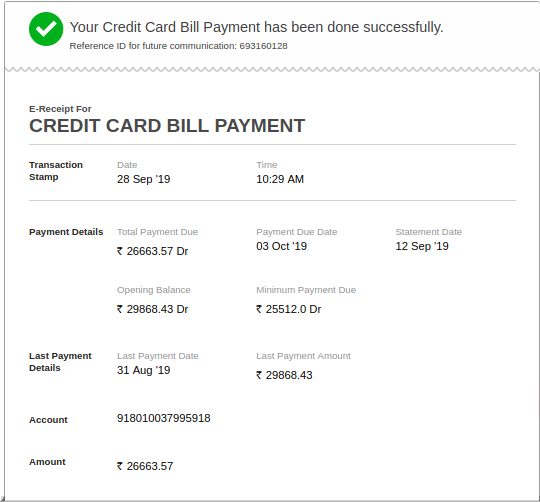 Your Credit Card Bill Payment has been done successfully.
Reference ID for future communication: 693160128
E-Receipt For
CREDIT CARD BILL PAYMENT
Transaction Stamp
Date
28 Sep '19
Time
10:29 AM
Payment Details
Total Payment Due
₹ 26663.57 Dr
Payment Due Date
03 Oct '19
Statement Date
12 Sep '19
Opening Balance
₹ 29868.43 Dr
Minimum Payment Due
₹ 25512.0 Dr
Last Payment
Details
Last Payment Date
31 Aug '19
Last Payment Amount
₹ 29868.43
Account
918010037995918
Amount
₹ 26663.57